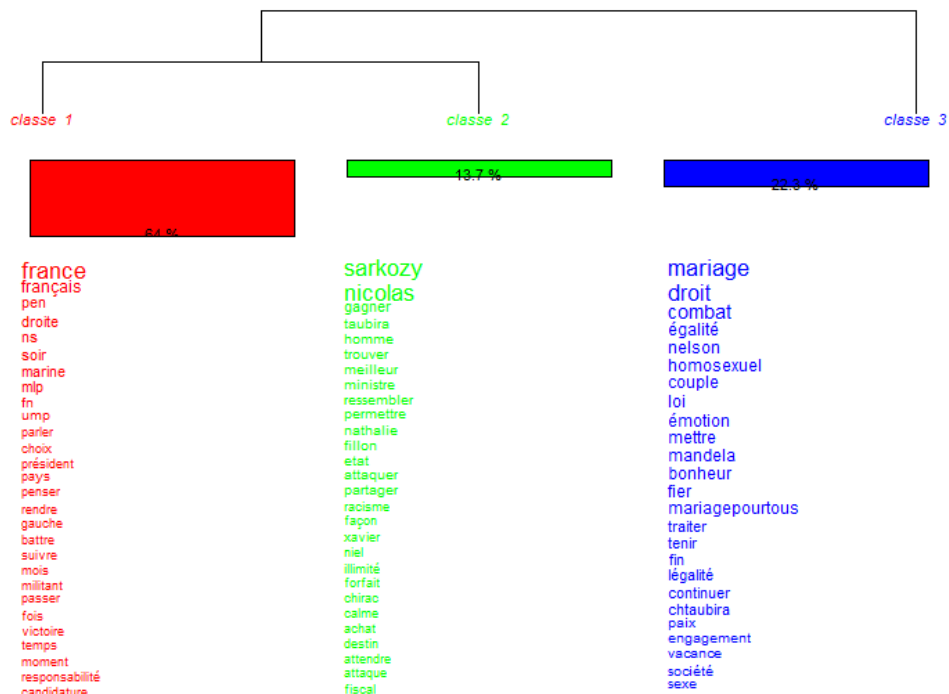 classe 1
classe 2
classe 3
64 %
13.7 %
22.3 %
france
français
pen
droite
ns
soir
marine
mlp
fn
ump
parler
choix
président
pays
penser
rendre
gauche
battre
suivre
mois
militant
passer
fois
victoire
temps
moment
responsabilité
candidature
sarkozy
nicolas
gagner
taubira
homme
trouver
meilleur
ministre
ressembler
permettre
nathalie
fillon
etat
attaquer
partager
racisme
façon
xavier
niel
illimité
forfait
chirac
calme
achat
destin
attendre
attaque
fiscal
mariage
droit
combat
égalité
nelson
homosexuel
couple
loi
émotion
mettre
mandela
bonheur
fier
mariagepourtous
traiter
tenir
fin
légalité
continuer
chtaubira
paix
engagement
vacance
société
sexe